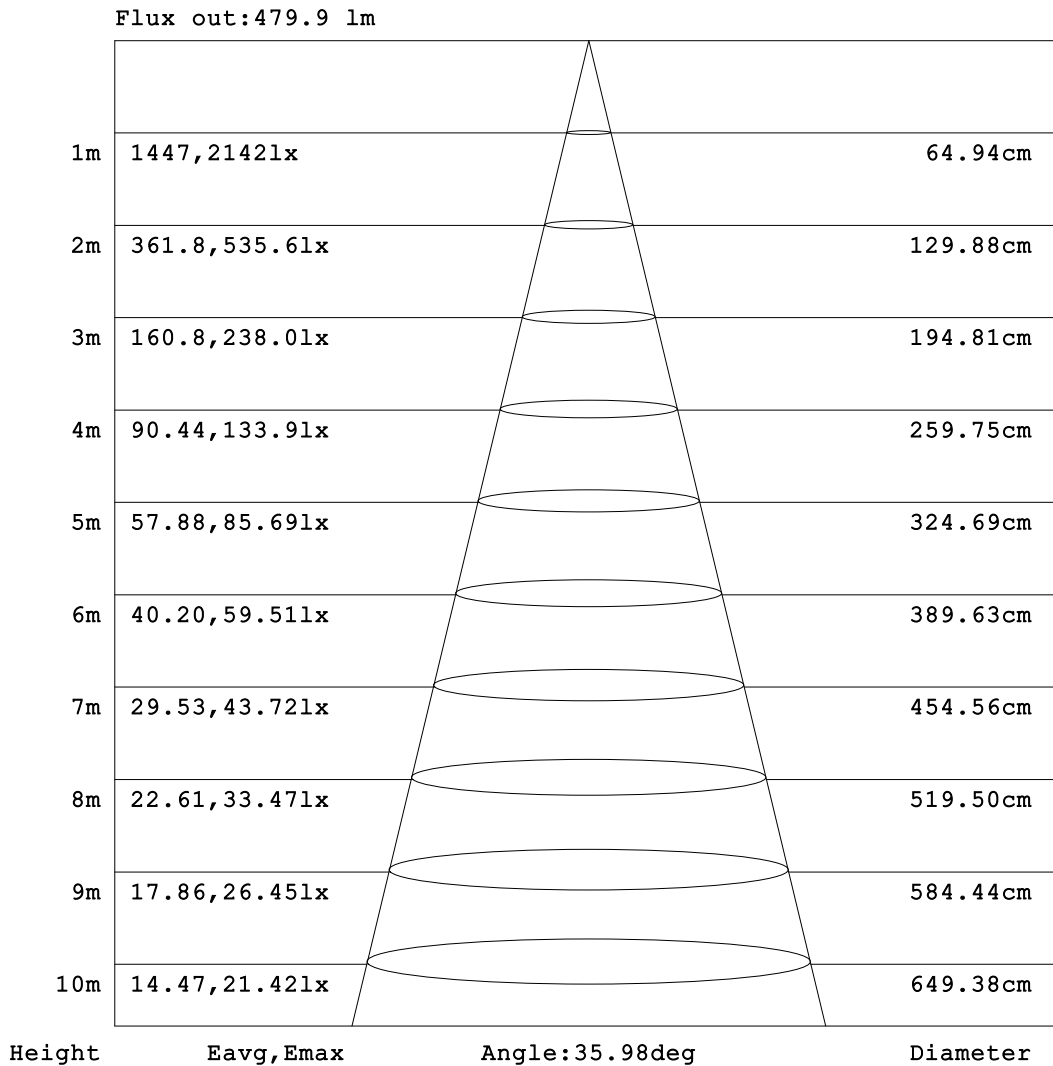 Flux out:479.9 lm
1m 1447,2142lx 64.94cm
2m 361.8,535.6lx 129.88cm
3m 160.8,238.0lx 194.81cm
4m 90.44,133.9lx 259.75cm
5m 57.88,85.69lx 324.69cm
6m 40.20,59.51lx 389.63cm
7m 29.53,43.72lx 454.56cm
8m 22.61,33.47lx 519.50cm
9m 17.86,26.45lx 584.44cm
10m 14.47,21.42lx 649.38cm
Height Eavg,Emax Angle:35.98deg Diameter